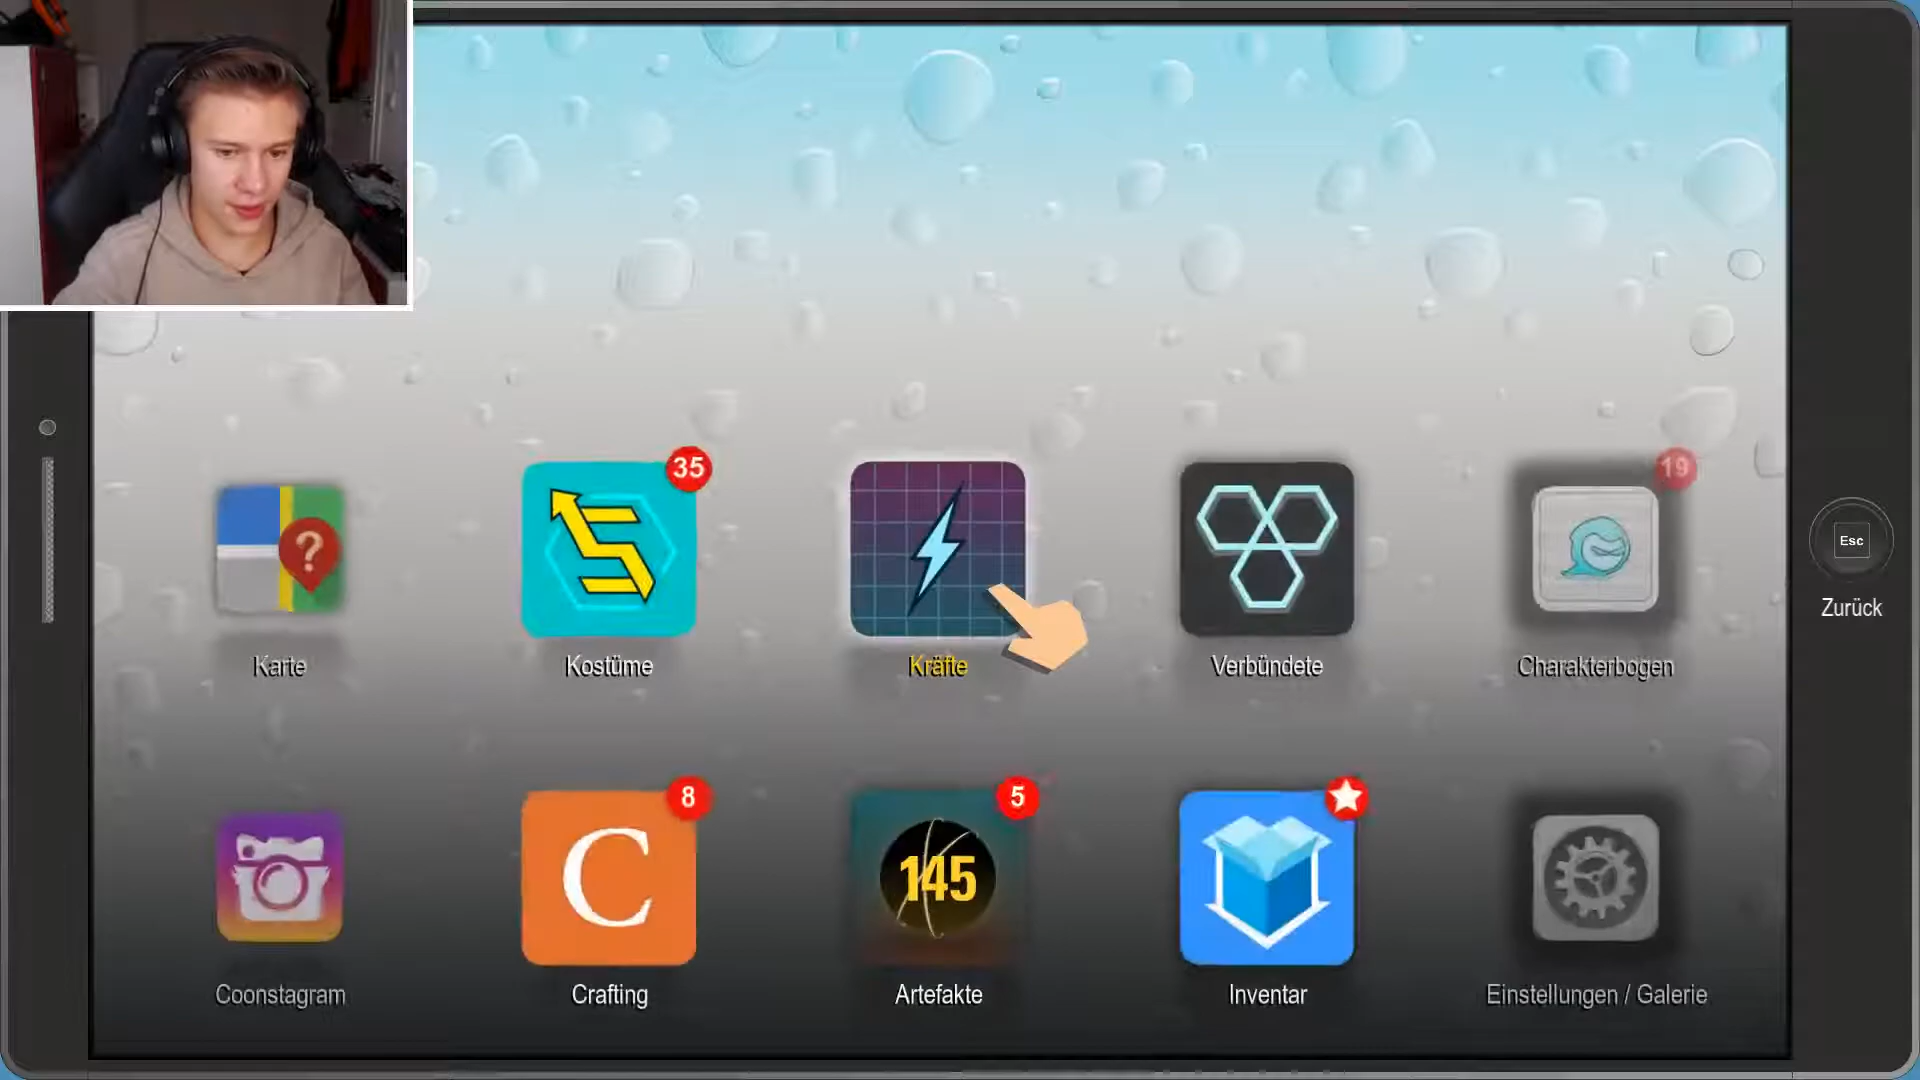 35
19
Esc
Zurück
Karte
Kostüme
Kräfte
Verbündete
Charakterbogen
8
5
C
145
Coonstagram
Crafting
Artefakte
Inventar
Einstellungen / Galerie